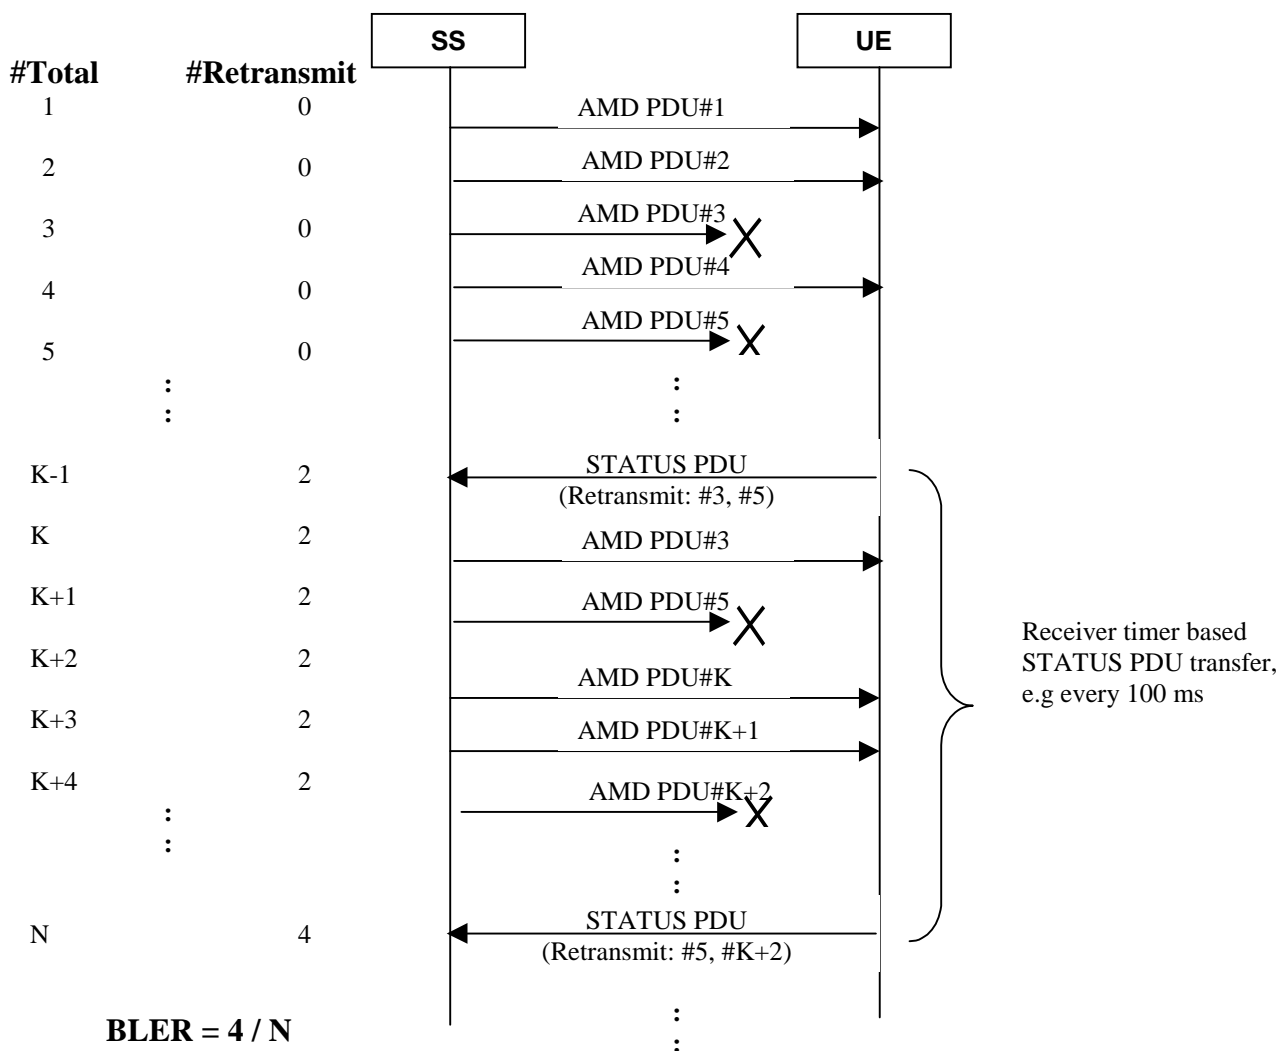 SS UE
#Total #Retransmit
1 0 AMD PDU#1
2 0 AMD PDU#2
3 0 AMD PDU#3
4 0 AMD PDU#4
5 0 AMD PDU#5
: :
: :
K-1 2 STATUS PDU
(Retransmit: #3, #5)
K 2 AMD PDU#3
K+1 2 AMD PDU#5
Receiver timer based
STATUS PDU transfer,
e.g every 100 ms
K+2 2 AMD PDU#K
K+3 2 AMD PDU#K+1
K+4 2 AMD PDU#K+2
: :
: :
N 4 STATUS PDU
(Retransmit: #5, #K+2)
BLER = 4 / N :
: